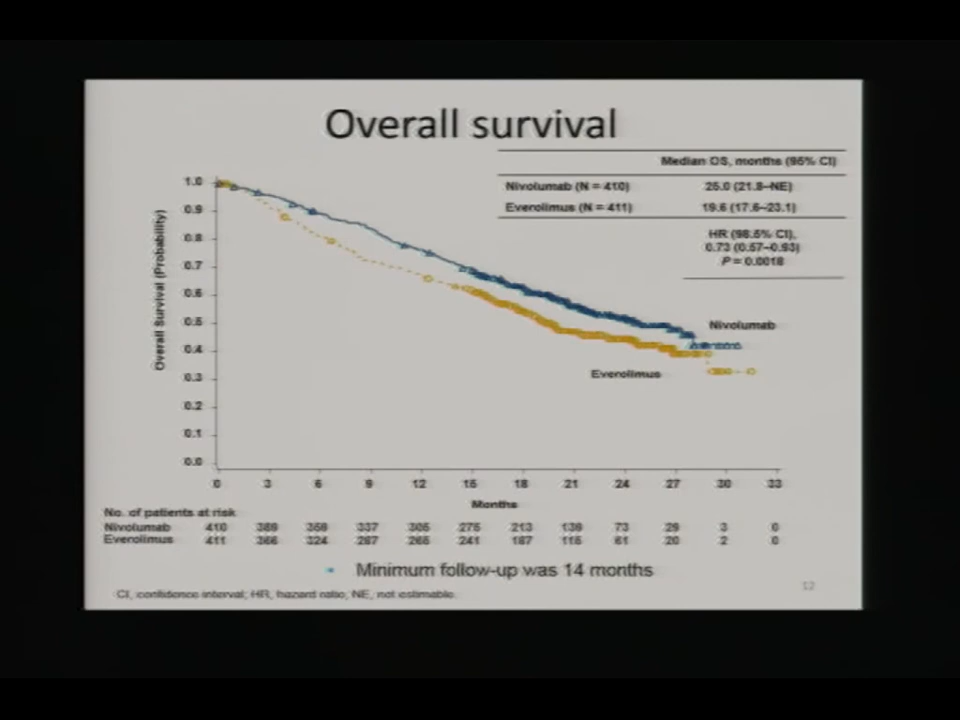 Overall survival
Median OS, months (95% CI)
Nivolumab (N = 410) 25.0 (21.8–NE)
Everolimus (N = 411) 19.6 (17.6–23.1)
HR (98.5% CI),
0.73 (0.57–0.93)
P = 0.0018
Overall Survival (Probability)
1.0
0.9
0.8
0.7
0.6
0.5
0.4
0.3
0.2
0.1
0.0
Nivolumab
Everolimus
0 3 6 9 12 15 18 21 24 27 30 33
Months
No. of patients at risk
Nivolumab 410 389 359 337 305 275 213 139 73 29 3 0
Everolimus 411 366 324 287 265 241 187 115 61 20 2 0
• Minimum follow-up was 14 months
CI, confidence interval; HR, hazard ratio; NE, not estimable.
12